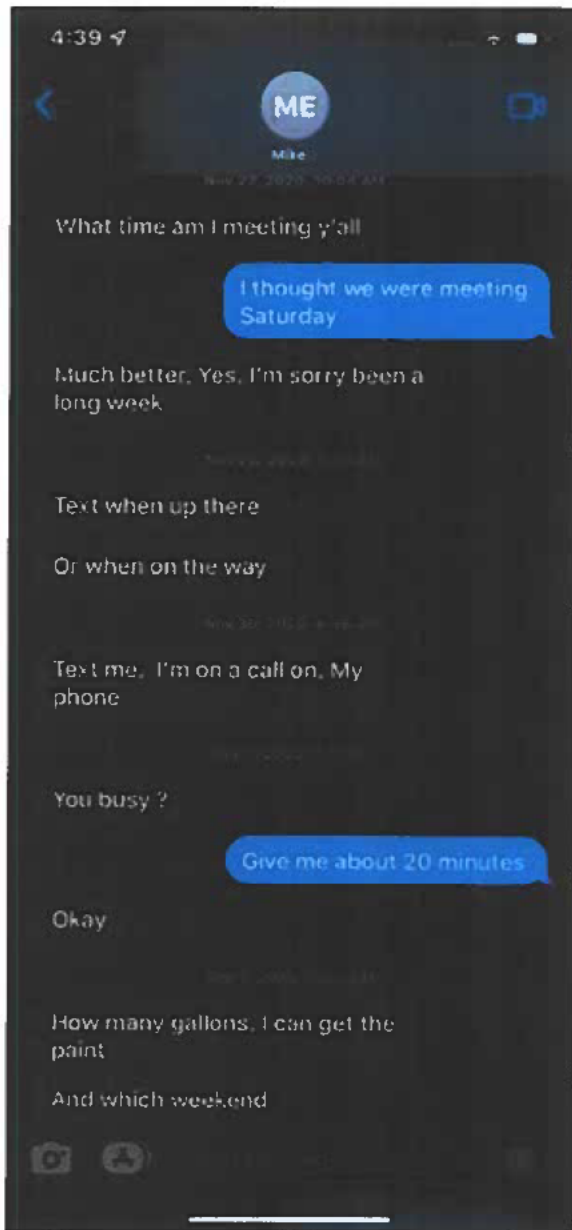 4:39
ME
Mike
What time am I meeting y'all
I thought we were meeting
Saturday
Much better. Yes. I'm sorry been a
long week
Text when up there
Or when on the way
Text me. I'm on a call on. My
phone
You busy ?
Give me about 20 minutes
Okay
How many gallons. I can get the
paint
And which weekend